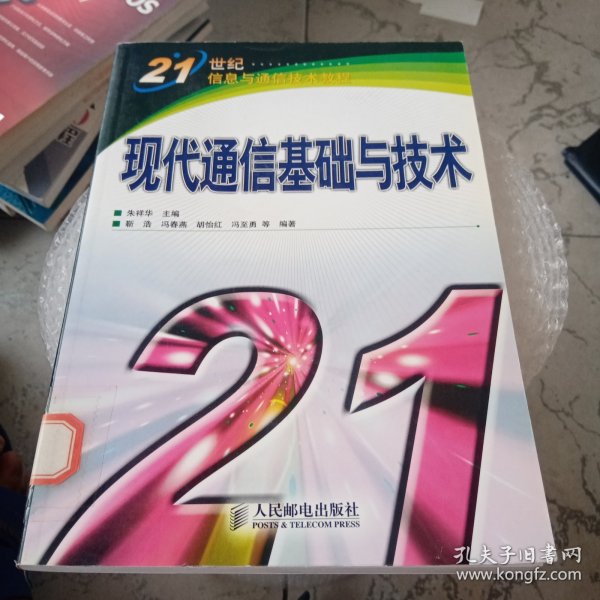 21世纪
信息与通信技术教程
现代通信基础与技术
朱祥华 主编
靳浩 冯春燕 胡怡红 冯至勇 等 编著
21
人民邮电出版社
POSTS & TELECOM PRESS
孔夫子旧书网
www.kongfz.com